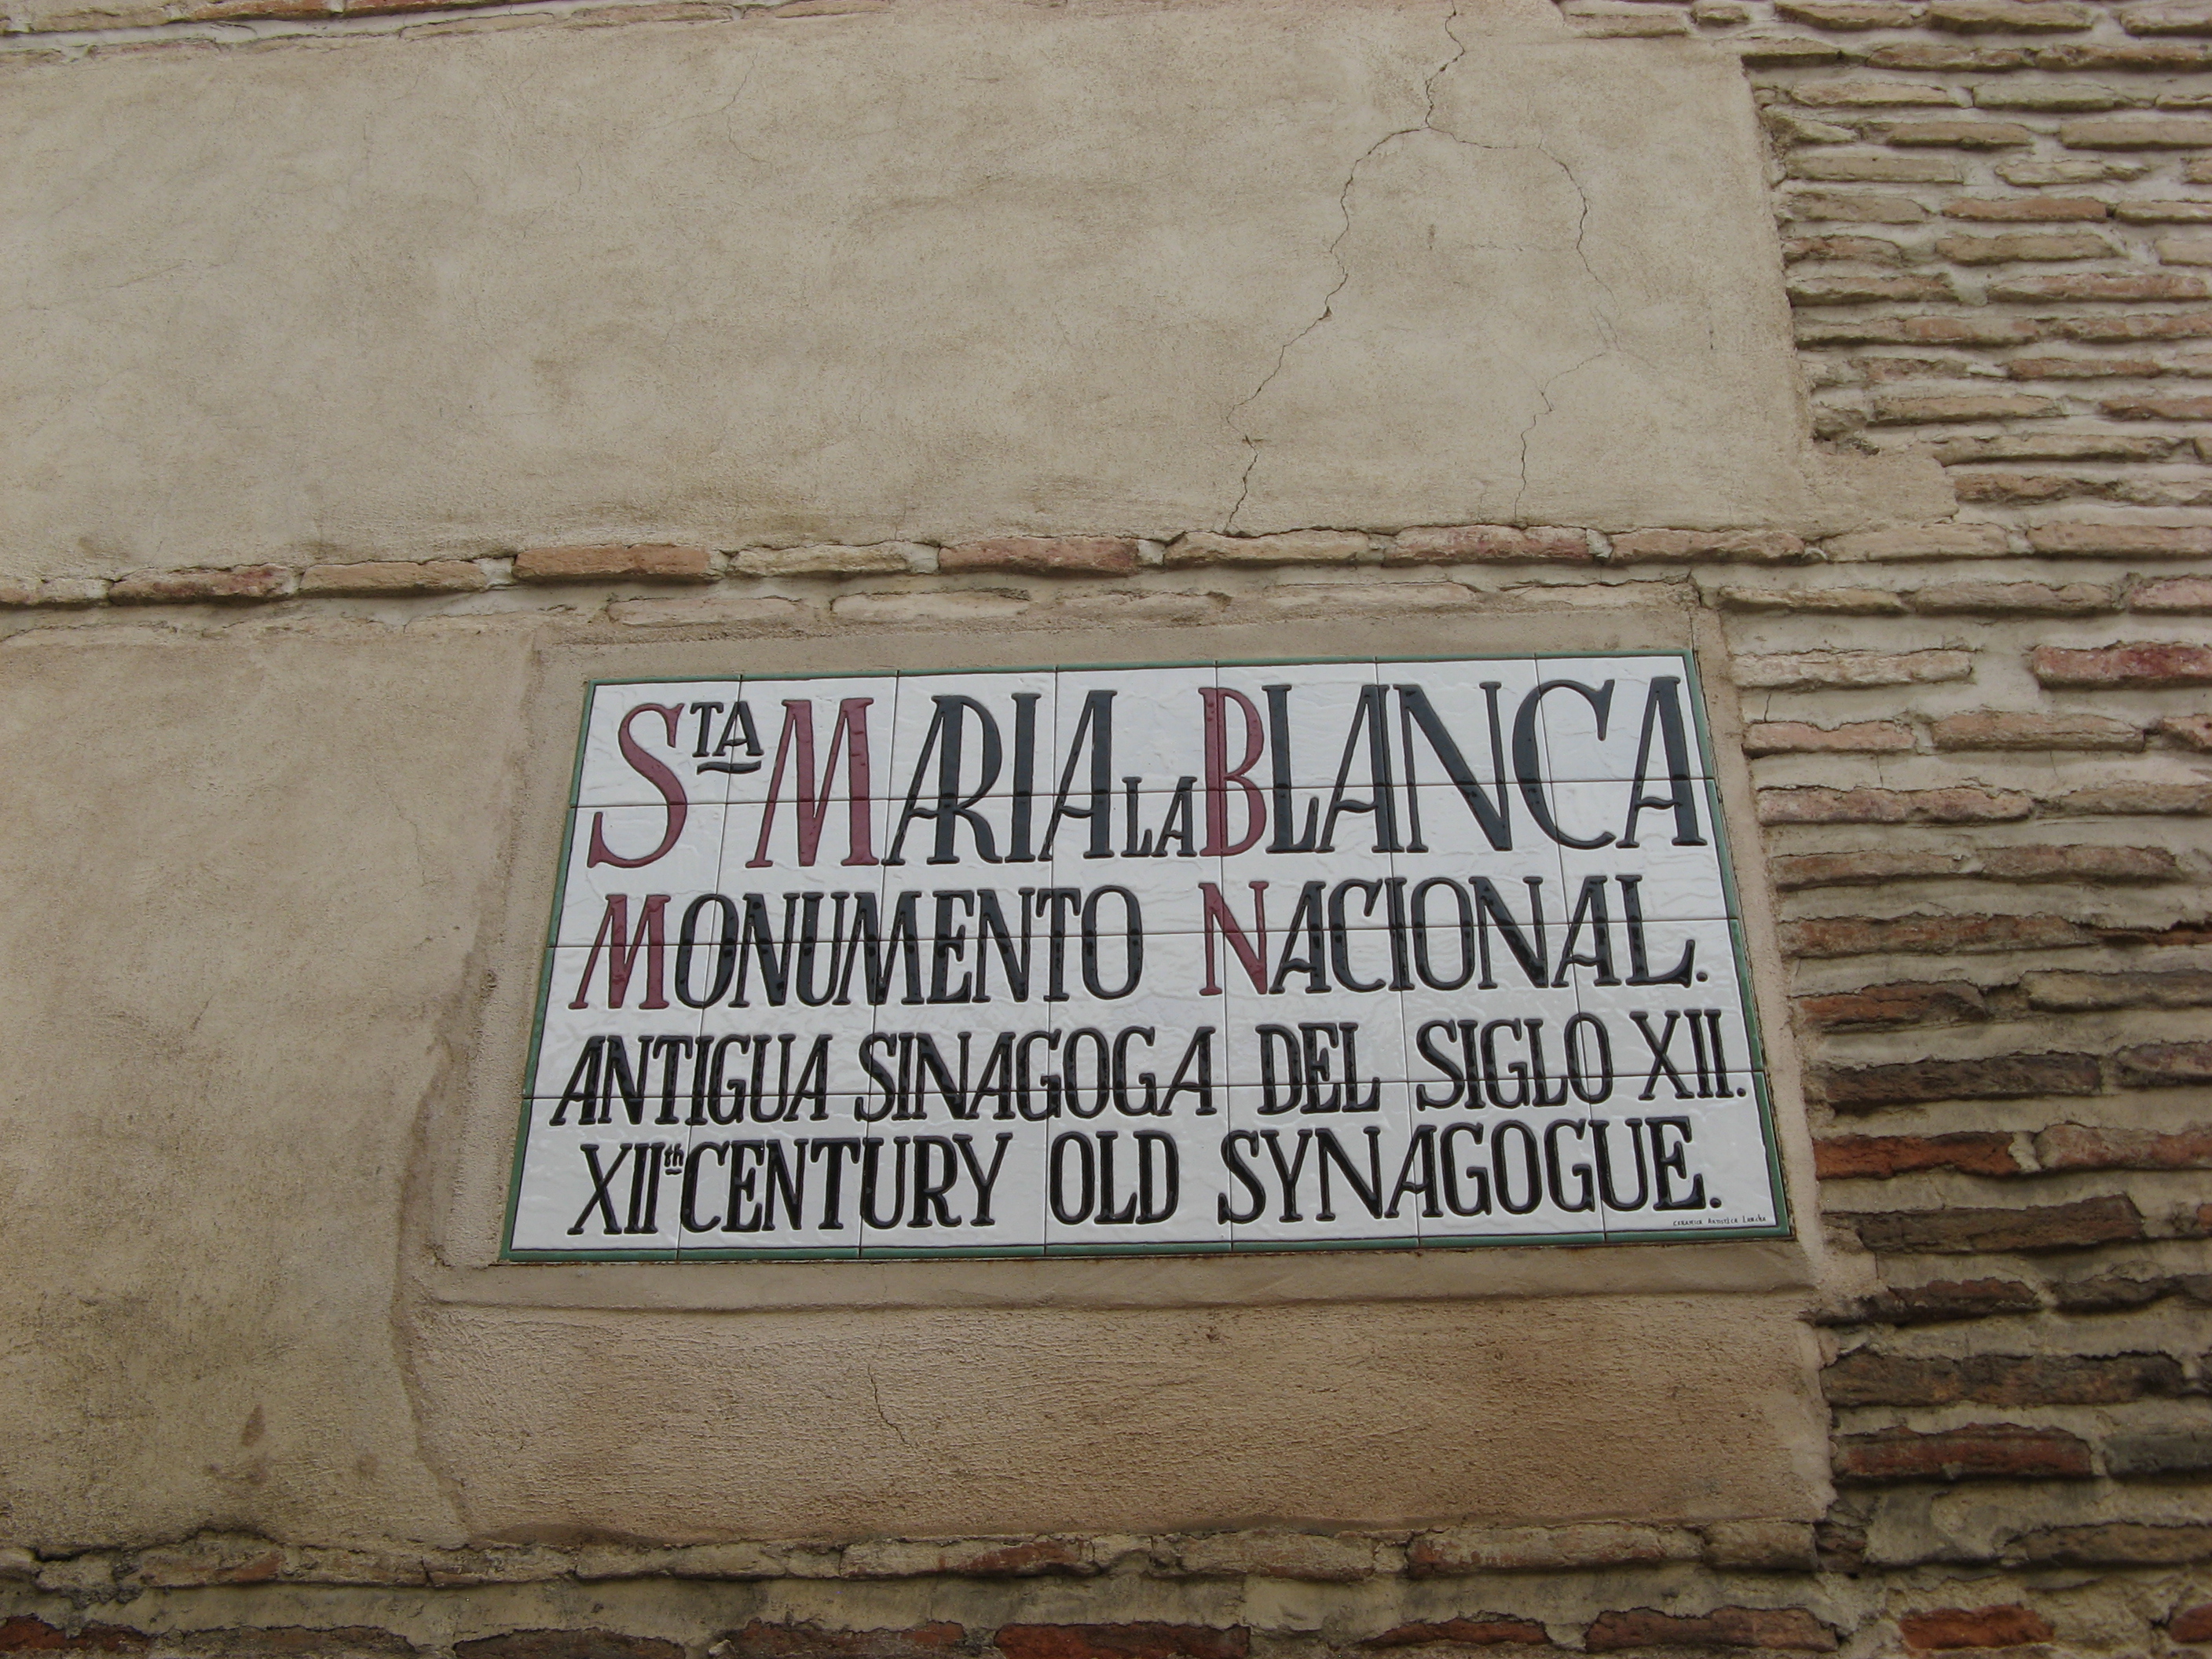 STA MARIA LA BLANCA
MONUMENTO NACIONAL.
ANTIGUA SINAGOGA DEL SIGLO XII.
XIIth CENTURY OLD SYNAGOGUE.